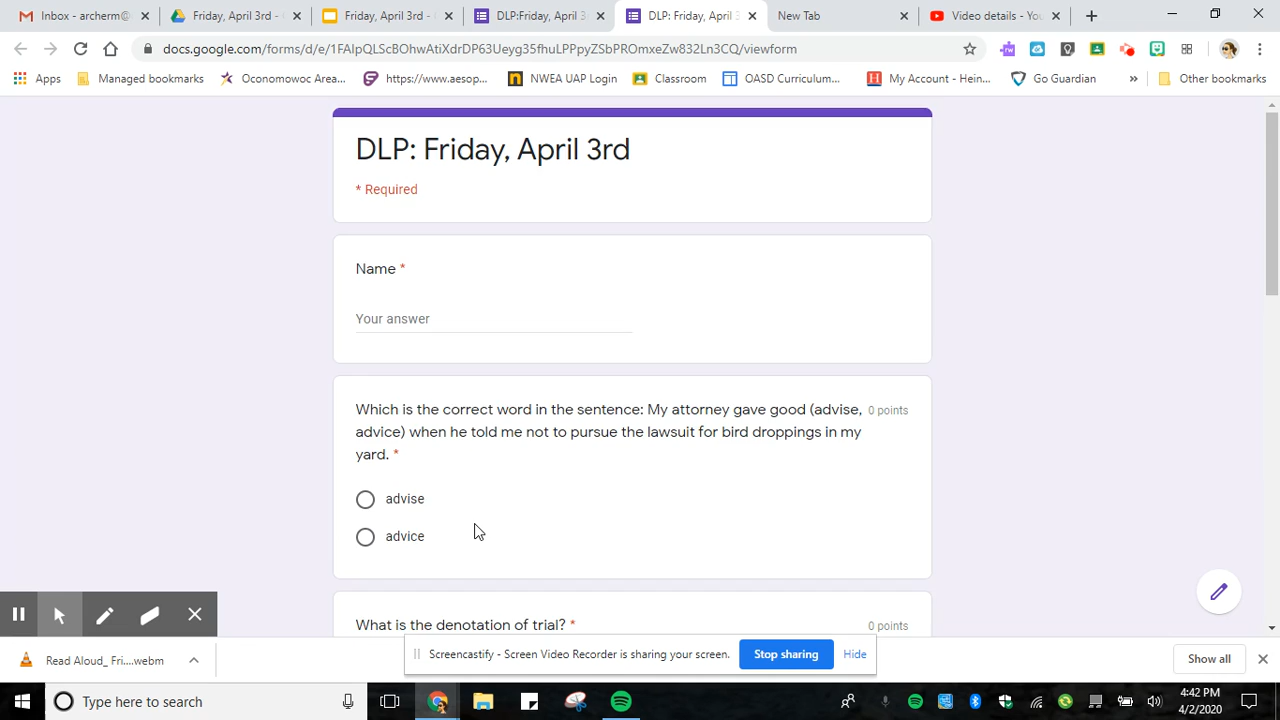 Inbox - archerm@
Friday, April 3rd -
Friday, April 3rd -
DLP:Friday, April 3
DLP: Friday, April 3
New Tab
Video details - You
docs.google.com/forms/d/e/1FAIpQLScBOhwAtiXdrDP63Ueyg35fhuLPPpyZSbPROmxeZw832Ln3CQ/viewform
Apps
Managed bookmarks
Oconomowoc Area...
https://www.aesop...
NWEA UAP Login
Classroom
OASD Curriculum...
My Account - Hein...
Go Guardian
»
Other bookmarks
DLP: Friday, April 3rd
* Required
Name *
Your answer
Which is the correct word in the sentence: My attorney gave good (advise, 0 points
advice) when he told me not to pursue the lawsuit for bird droppings in my
yard. *
advise
advice
What is the denotation of trial? * 0 points
Screencastify - Screen Video Recorder is sharing your screen. Stop sharing Hide
Read Aloud_ Fri....webm
Show all
Type here to search
4:42 PM
4/2/2020